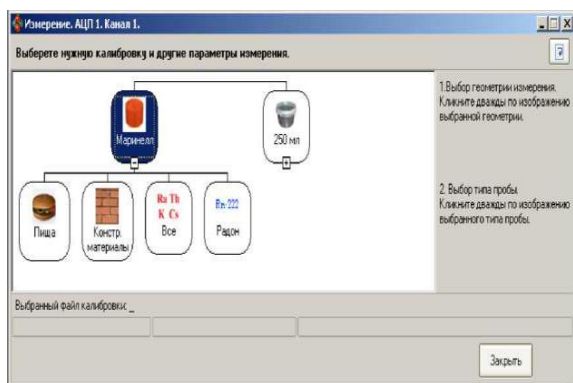 Измерение. АЦП 1. Канал 1.
Выберете нужную калибровку и другие параметры измерения.
Маринелл
250 мл
Пища
Констр.
материалы
Ra Th
K Cs
Все
Rn-222
Радон
1.Выбор геометрии измерения.
Кликните дважды по изображению
выбранной геометрии.
2. Выбор типа пробы.
Кликните дважды по изображению
выбранного типа пробы.
Выбранный файл калибровки: _
Закрыть